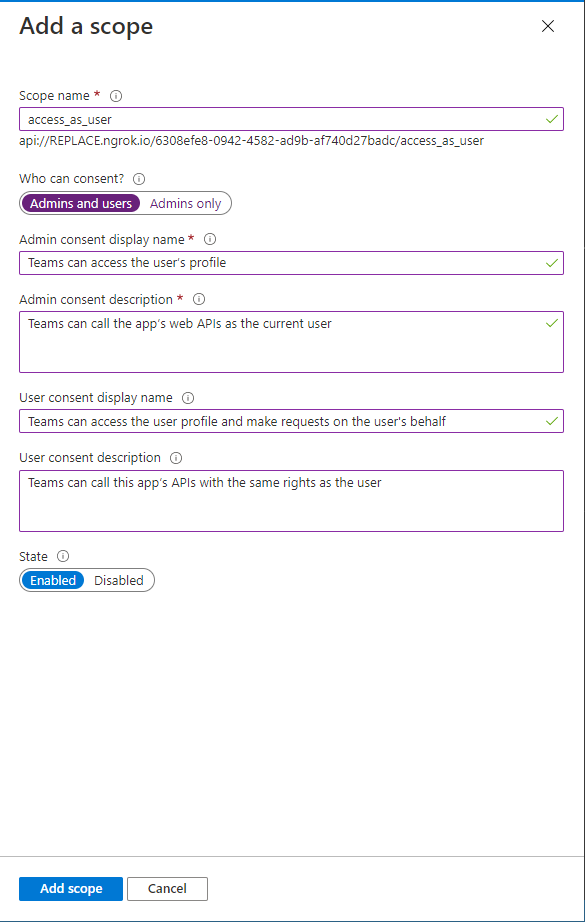 Add a scope
Scope name *
access_as_user
api://REPLACE.ngrok.io/6308efe8-0942-4582-ad9b-af740d27badc/access_as_user
Who can consent?
Admins and users Admins only
Admin consent display name *
Teams can access the user's profile
Admin consent description *
Teams can call the app's web APIs as the current user
User consent display name
Teams can access the user profile and make requests on the user's behalf
User consent description
Teams can call this app's APIs with the same rights as the user
State
Enabled Disabled
Add scope Cancel